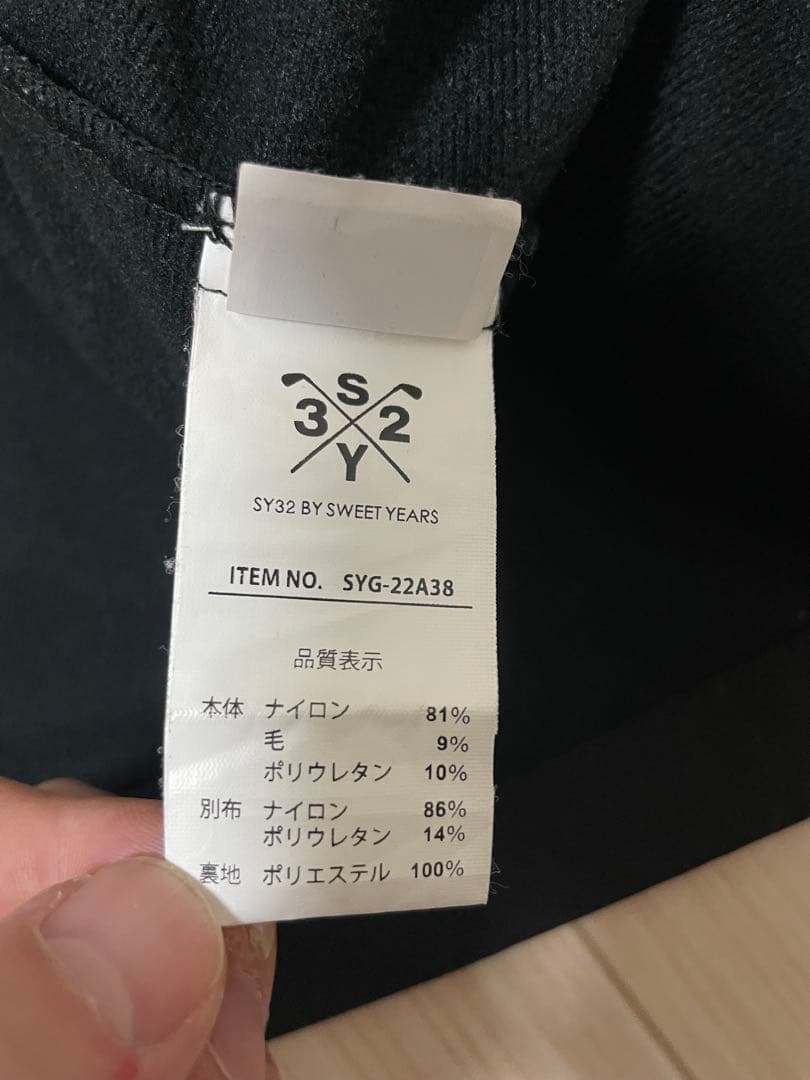 S
3 2
Y
SY32 BY SWEET YEARS
ITEM NO. SYG-22A38
品質表示
本体 ナイロン 81%
毛 9%
ポリウレタン 10%
別布 ナイロン 86%
ポリウレタン 14%
裏地 ポリエステル 100%